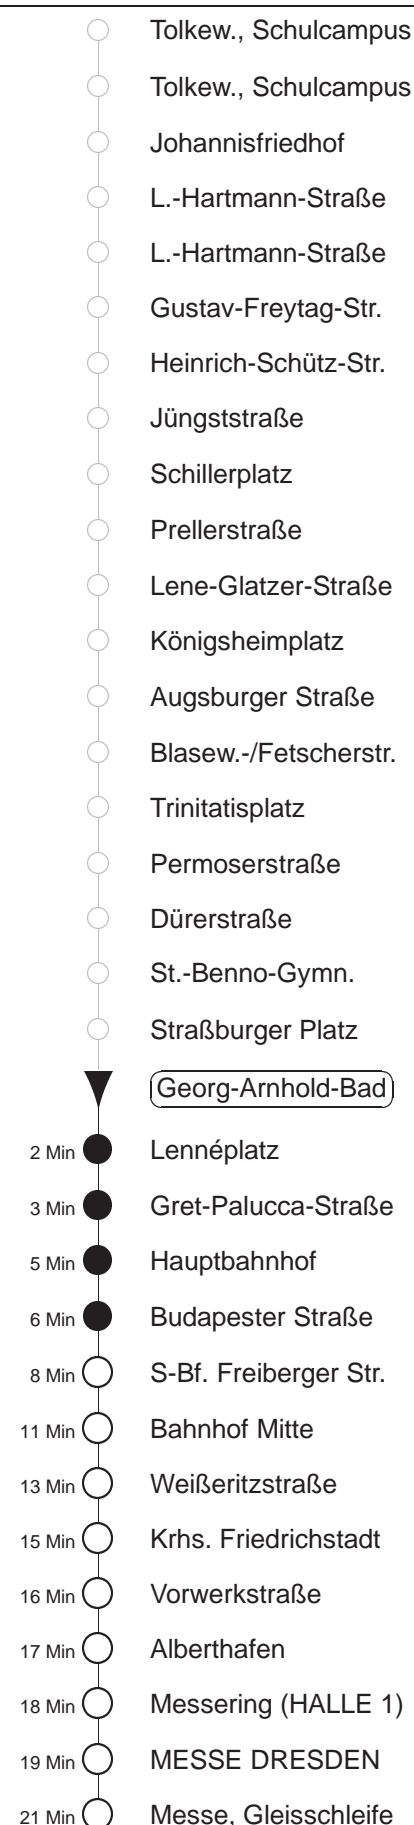 Tolkew., Schulcampus
Tolkew., Schulcampus
Johannisfriedhof
L.-Hartmann-Straße
L.-Hartmann-Straße
Gustav-Freytag-Str.
Heinrich-Schütz-Str.
Jüngststraße
Schillerplatz
Prellerstraße
Lene-Glatzer-Straße
Königsheimplatz
Augsburger Straße
Blasew.-/Fetscherstr.
Trinitatisplatz
Permoserstraße
Dürerstraße
St.-Benno-Gymn.
Straßburger Platz
Georg-Arnhold-Bad
2 Min Lennéplatz
3 Min Gret-Palucca-Straße
5 Min Hauptbahnhof
6 Min Budapester Straße
8 Min S-Bf. Freiberger Str.
11 Min Bahnhof Mitte
13 Min Weißeritzstraße
15 Min Krhs. Friedrichstadt
16 Min Vorwerkstraße
17 Min Alberthafen
18 Min Messering (HALLE 1)
19 Min MESSE DRESDEN
21 Min Messe, Gleisschleife